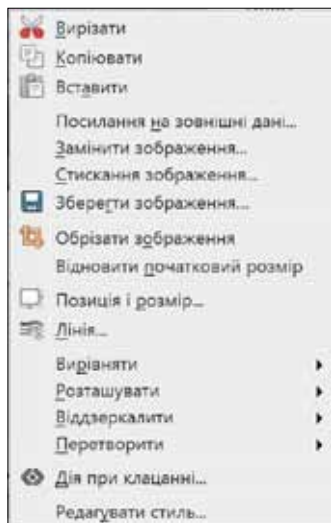 Вирізати
Копіювати
Вставити
Посилання на зовнішні дані...
Замінити зображення...
Стискання зображення...
Зберегти зображення...
Обрізати зображення
Відновити початковий розмір
Позиція і розмір...
Лінія...
Вирівняти
Розташувати
Віддзеркалити
Перетворити
Дія при клацанні...
Редагувати стиль...